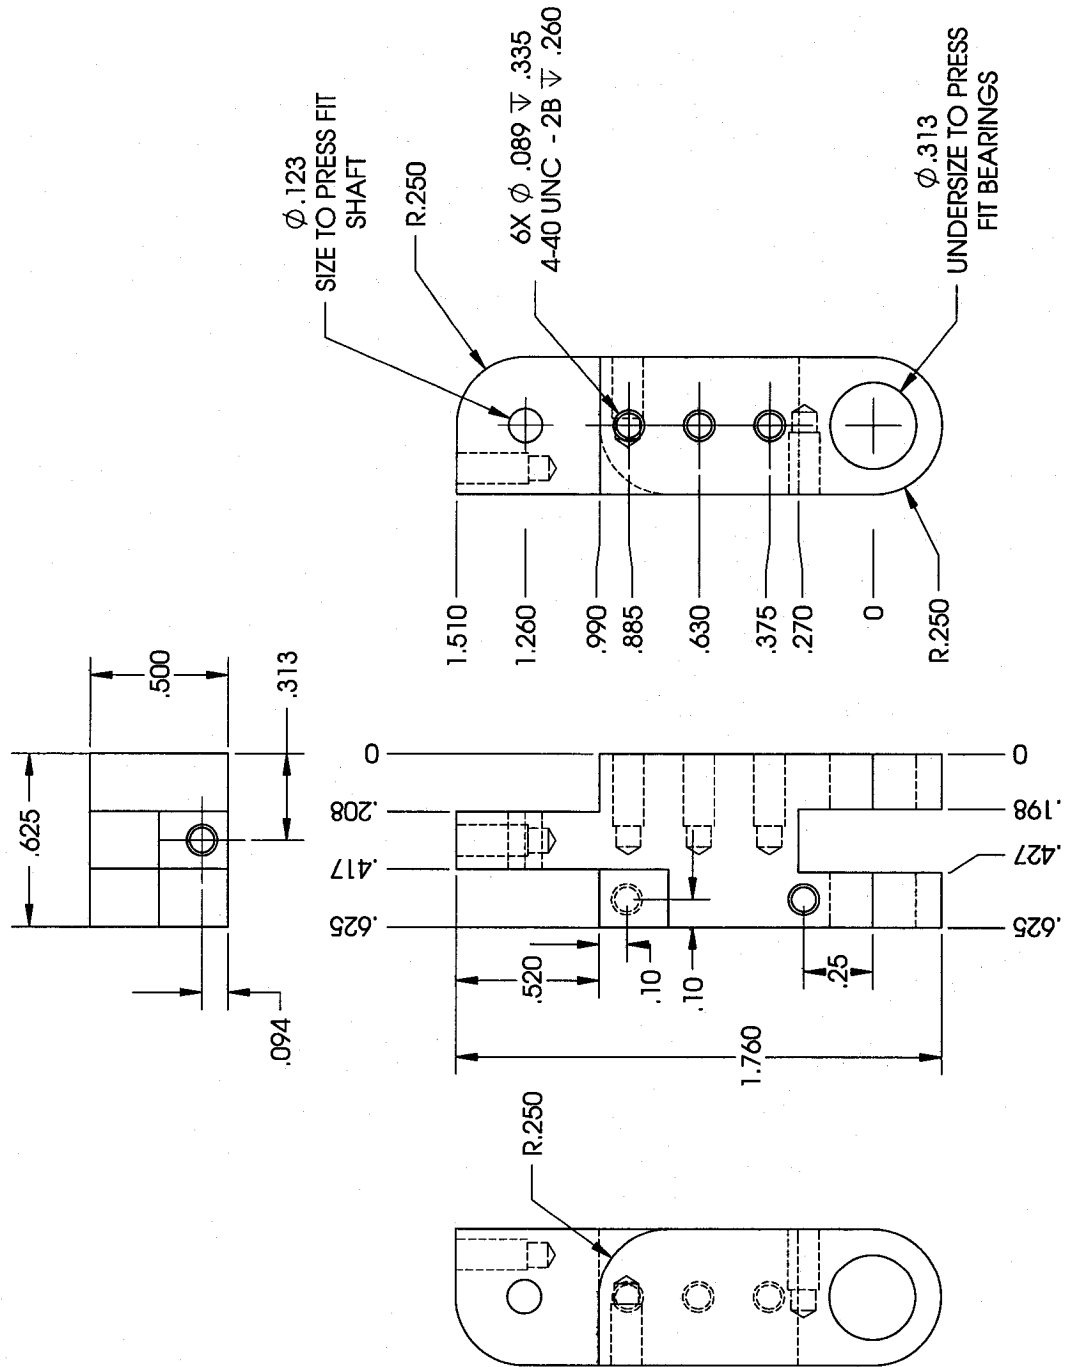 .625
.500
.313
.094
Ø.123
SIZE TO PRESS FIT
SHAFT
R.250
6X Ø .089 ↧ .335
4-40 UNC - 2B ↧ .260
Ø.313
UNDERSIZE TO PRESS
FIT BEARINGS
1.510
1.260
.990
.885
.630
.375
.270
0
R.250
0
.208
.417
.625
0
.198
.427
.625
.520
.10
.10
.25
1.760
R.250